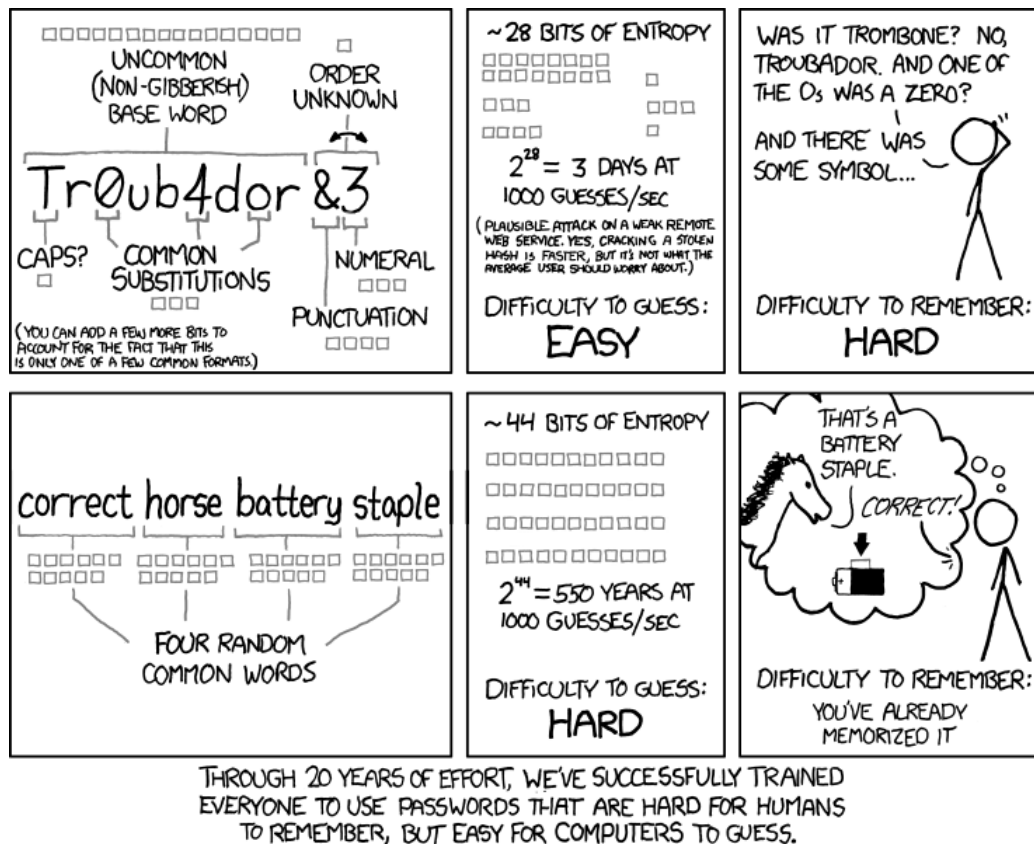 UNCOMMON
(NON-GIBBERISH)
BASE WORD
ORDER
UNKNOWN
Tr0ub4dor &3
CAPS?
COMMON
SUBSTITUTIONS
NUMERAL
PUNCTUATION
(YOU CAN ADD A FEW MORE BITS TO
ACCOUNT FOR THE FACT THAT THIS
IS ONLY ONE OF A FEW COMMON FORMATS.)
~28 BITS OF ENTROPY
2²⁸ = 3 DAYS AT
1000 GUESSES/SEC
(PLAUSIBLE ATTACK ON A WEAK REMOTE
WEB SERVICE. YES, CRACKING A STOLEN
HASH IS FASTER, BUT IT'S NOT WHAT THE
AVERAGE USER SHOULD WORRY ABOUT.)
DIFFICULTY TO GUESS:
EASY
WAS IT TROMBONE? NO,
TROUBADOR. AND ONE OF
THE Os WAS A ZERO?
AND THERE WAS
SOME SYMBOL...
DIFFICULTY TO REMEMBER:
HARD
correct horse battery staple
FOUR RANDOM
COMMON WORDS
~44 BITS OF ENTROPY
2⁴⁴ = 550 YEARS AT
1000 GUESSES/SEC
DIFFICULTY TO GUESS:
HARD
THAT'S A
BATTERY
STAPLE.
CORRECT!
DIFFICULTY TO REMEMBER:
YOU'VE ALREADY
MEMORIZED IT
THROUGH 20 YEARS OF EFFORT, WE'VE SUCCESSFULLY TRAINED
EVERYONE TO USE PASSWORDS THAT ARE HARD FOR HUMANS
TO REMEMBER, BUT EASY FOR COMPUTERS TO GUESS.